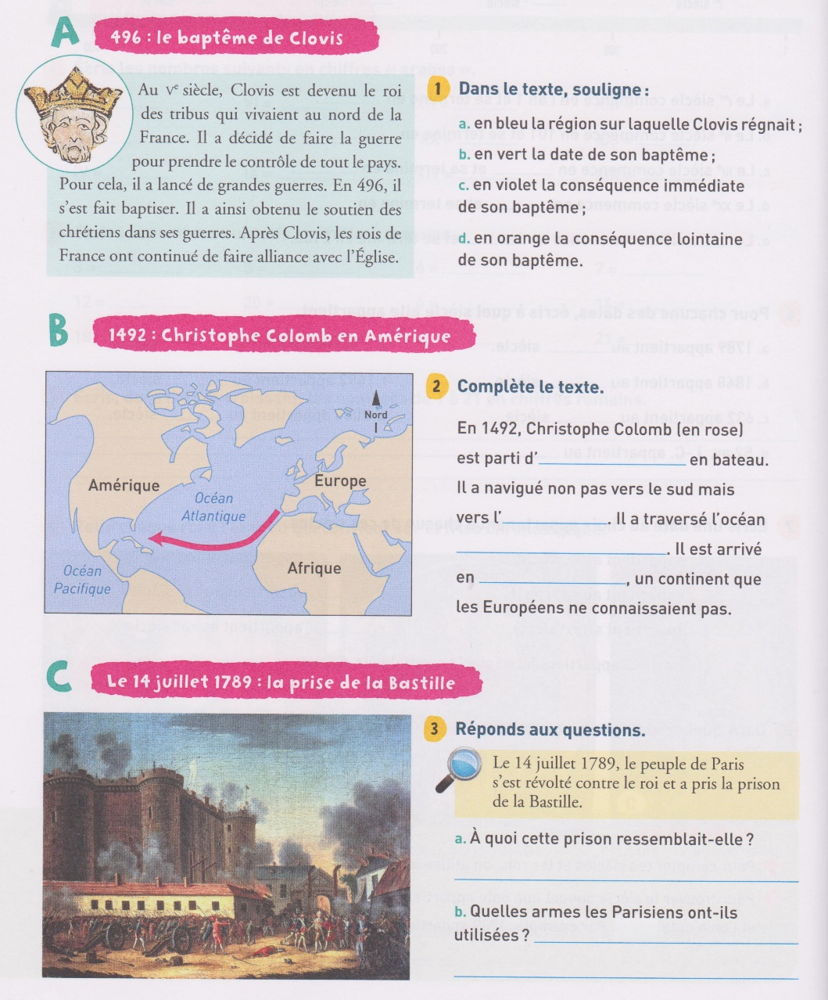 A
496 : le baptême de Clovis
Au Vᵉ siècle, Clovis est devenu le roi
des tribus qui vivaient au nord de la
France. Il a décidé de faire la guerre
pour prendre le contrôle de tout le pays.
Pour cela, il a lancé de grandes guerres. En 496, il
s’est fait baptiser. Il a ainsi obtenu le soutien des
chrétiens dans ses guerres. Après Clovis, les rois de
France ont continué de faire alliance avec l’Église.
1 Dans le texte, souligne :
a. en bleu la région sur laquelle Clovis régnait ;
b. en vert la date de son baptême ;
c. en violet la conséquence immédiate
de son baptême ;
d. en orange la conséquence lointaine
de son baptême.
B
1492 : Christophe Colomb en Amérique
Nord
Amérique
Europe
Océan
Atlantique
Afrique
Océan
Pacifique
2 Complète le texte.
En 1492, Christophe Colomb (en rose)
est parti d’ en bateau.
Il a navigué non pas vers le sud mais
vers l’ . Il a traversé l’océan
. Il est arrivé
en , un continent que
les Européens ne connaissaient pas.
C
Le 14 juillet 1789 : la prise de la Bastille
3 Réponds aux questions.
Le 14 juillet 1789, le peuple de Paris
s’est révolté contre le roi et a pris la prison
de la Bastille.
a. À quoi cette prison ressemblait-elle ?
b. Quelles armes les Parisiens ont-ils
utilisées ?